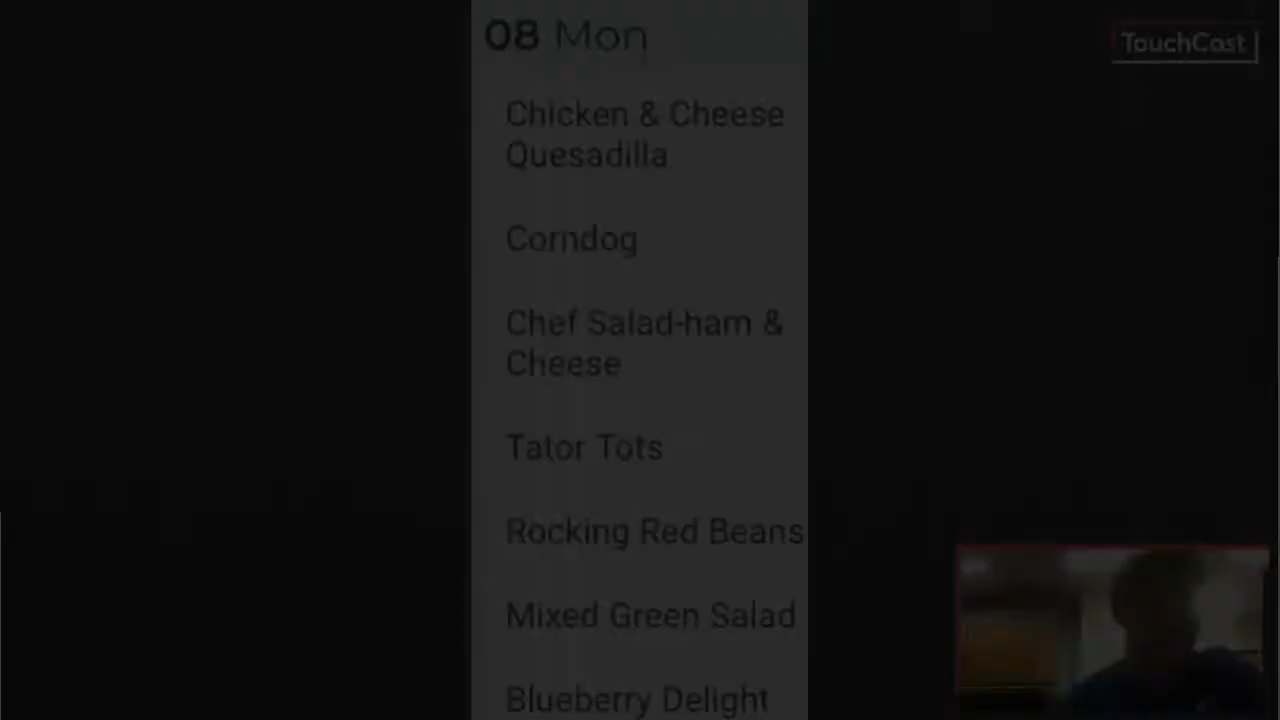 08 Mon
TouchCast
Chicken & Cheese
Quesadilla
Corndog
Chef Salad-ham &
Cheese
Tator Tots
Rocking Red Beans
Mixed Green Salad
Blueberry Delight